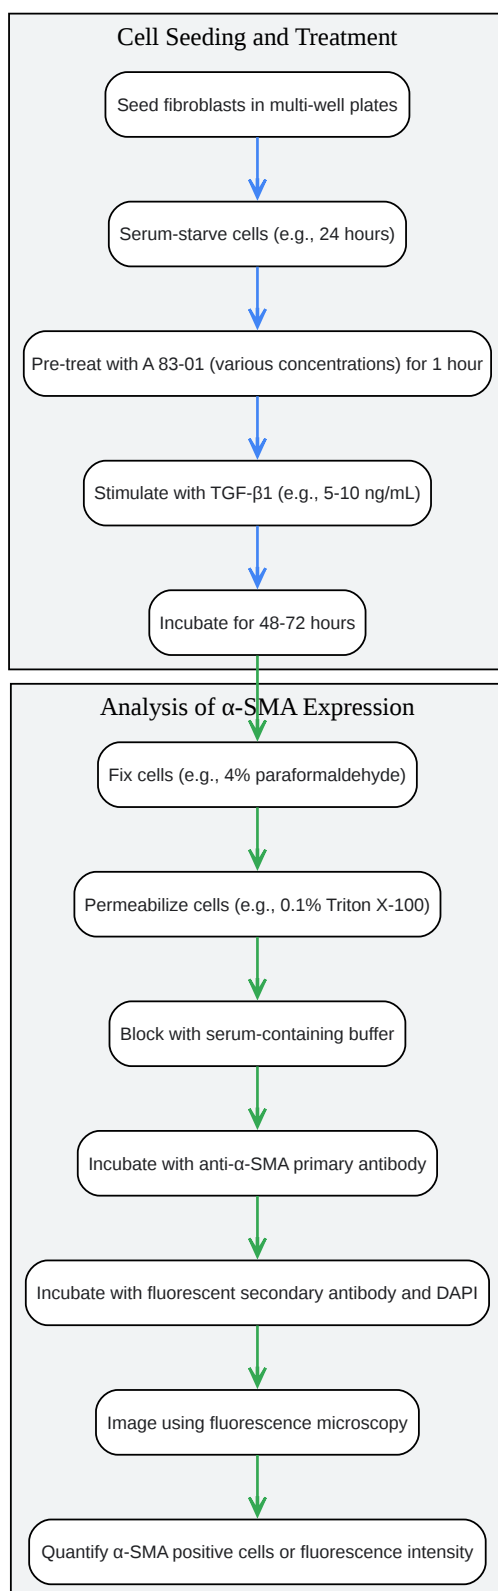 Cell Seeding and Treatment
Seed fibroblasts in multi-well plates
Serum-starve cells (e.g., 24 hours)
Pre-treat with A 83-01 (various concentrations) for 1 hour
Stimulate with TGF-β1 (e.g., 5-10 ng/mL)
Incubate for 48-72 hours
Analysis of α-SMA Expression
Fix cells (e.g., 4% paraformaldehyde)
Permeabilize cells (e.g., 0.1% Triton X-100)
Block with serum-containing buffer
Incubate with anti-α-SMA primary antibody
Incubate with fluorescent secondary antibody and DAPI
Image using fluorescence microscopy
Quantify α-SMA positive cells or fluorescence intensity